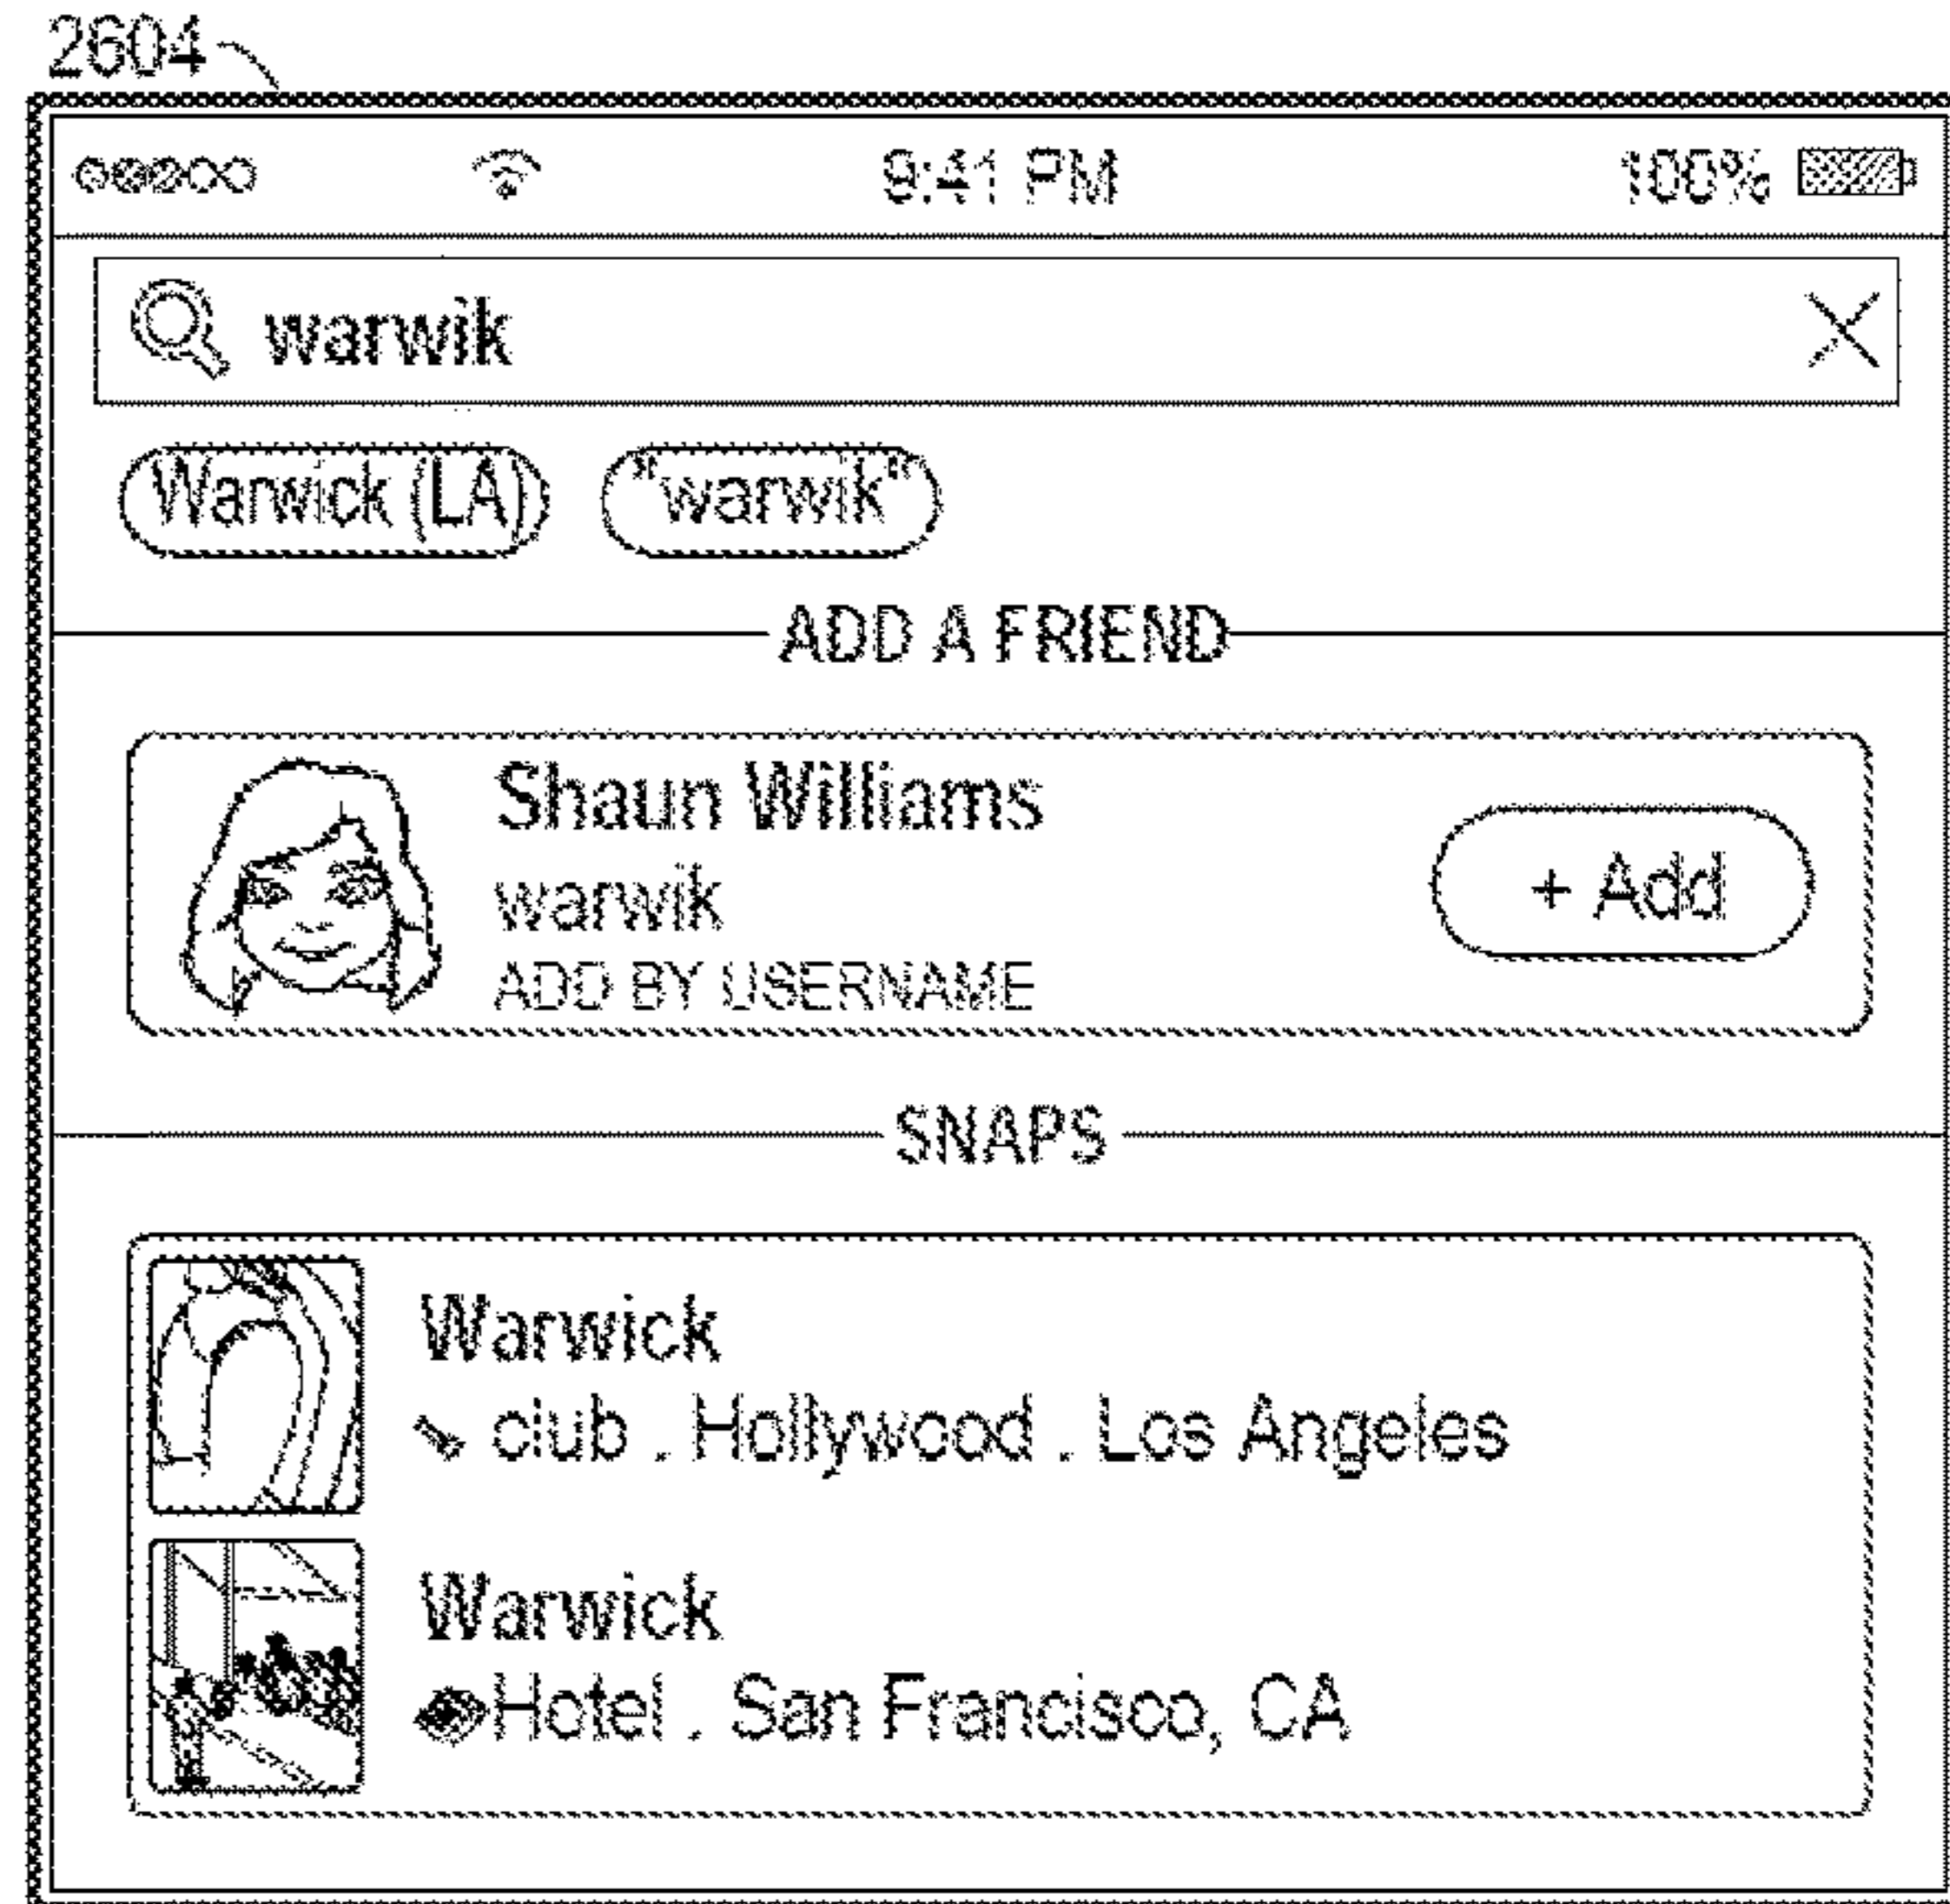 2604
9:41 PM 100%
warwik
Warwick (LA) "warwik"
ADD A FRIEND
Shaun Williams
warwik
+ Add
ADD BY USERNAME
SNAPS
Warwick
club . Hollywood . Los Angeles
Warwick
Hotel . San Francisco, CA